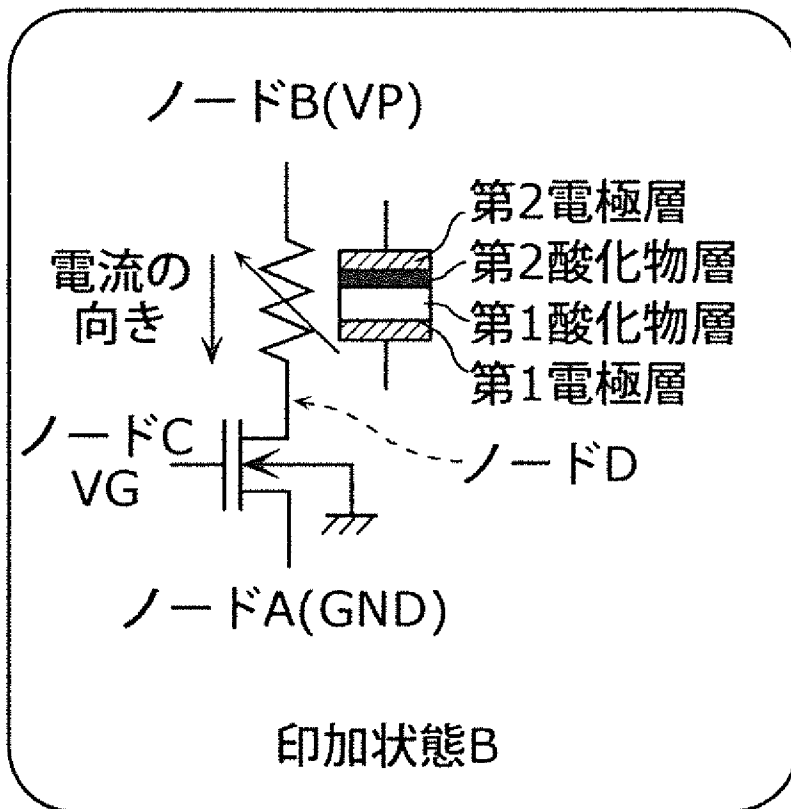 ノードB(VP)
第2電極層
第2酸化物層
第1酸化物層
第1電極層
電流の
向き
ノードC
VG
ノードD
ノードA(GND)
印加状態B